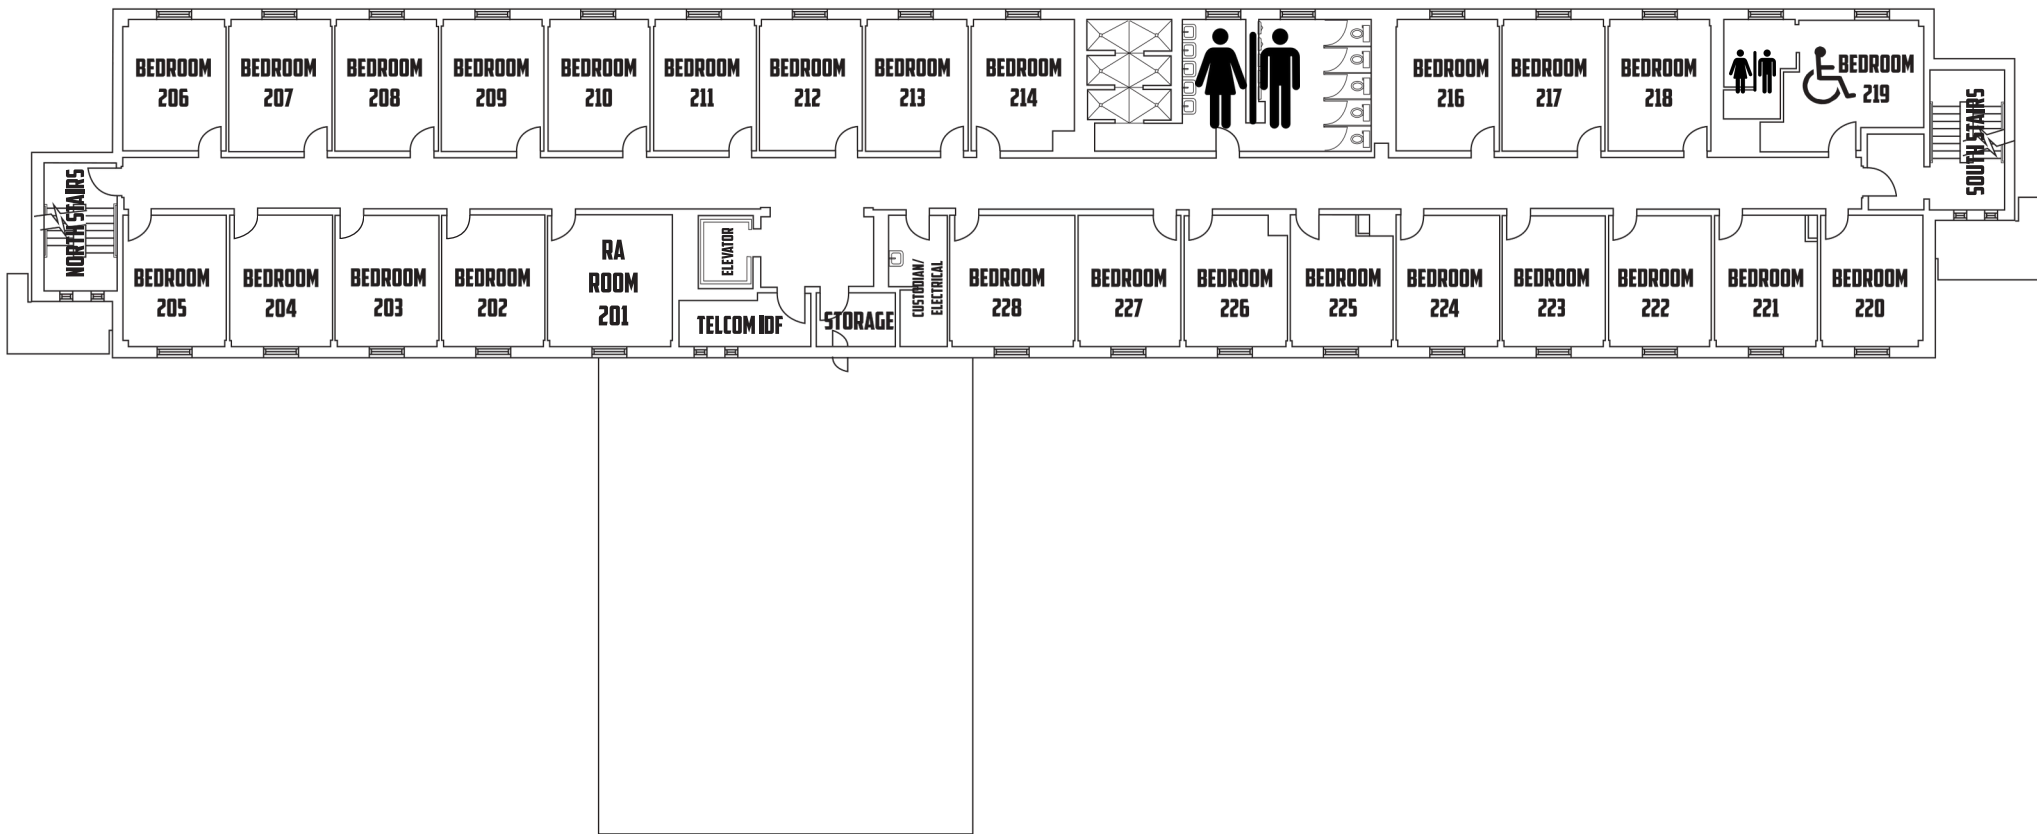 BEDROOM
206
BEDROOM
207
BEDROOM
208
BEDROOM
209
BEDROOM
210
BEDROOM
211
BEDROOM
212
BEDROOM
213
BEDROOM
214
BEDROOM
216
BEDROOM
217
BEDROOM
218
BEDROOM
219
NORTH STAIRS
SOUTH STAIRS
BEDROOM
205
BEDROOM
204
BEDROOM
203
BEDROOM
202
RA
ROOM
201
ELEVATOR
TELCOM IDF
STORAGE
CUSTODIAN/
ELECTRICAL
BEDROOM
228
BEDROOM
227
BEDROOM
226
BEDROOM
225
BEDROOM
224
BEDROOM
223
BEDROOM
222
BEDROOM
221
BEDROOM
220